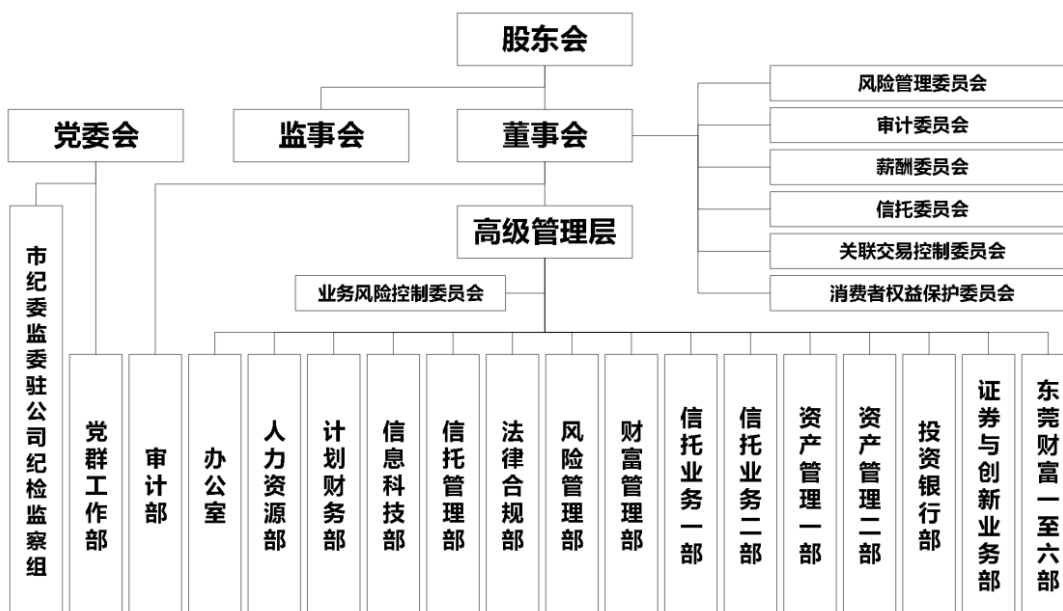 股东会
风险管理委员会
党委会
监事会
董事会
审计委员会
薪酬委员会
信托委员会
高级管理层
关联交易控制委员会
业务风险控制委员会
消费者权益保护委员会
市纪委监委驻公司纪检监察组
党群工作部
审计部
办公室
人力资源部
计划财务部
信息科技部
信托管理部
法律合规部
风险管理部
财富管理部
信托业务一部
信托业务二部
资产管理一部
资产管理二部
投资银行部
证券与创新业务部
东莞财富一至六部